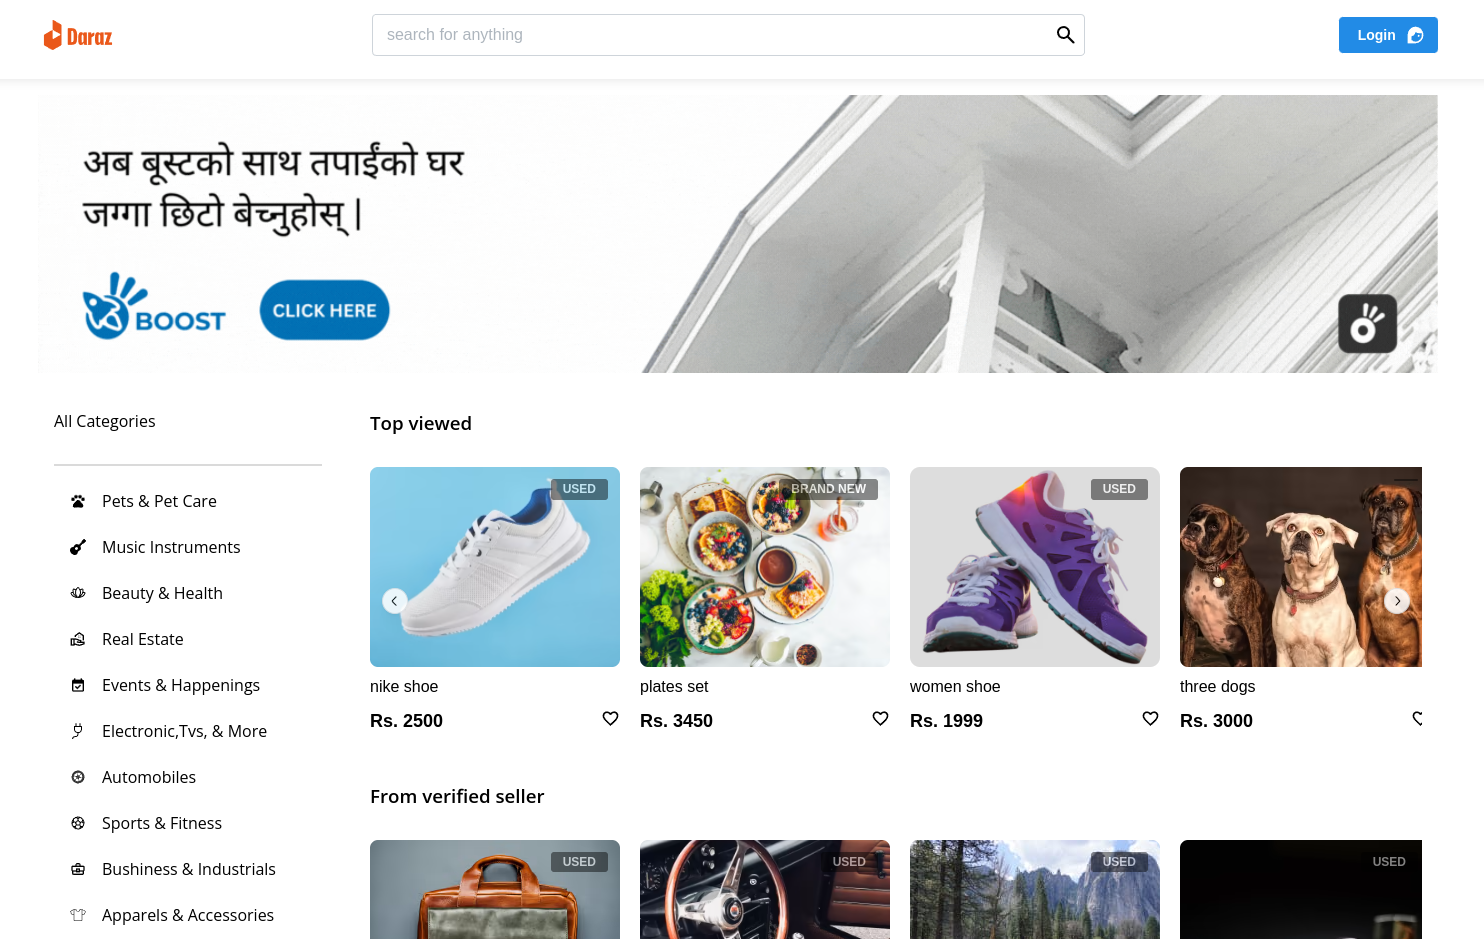 Daraz
search for anything
Login
अब बूस्टको साथ तपाईंको घर
जग्गा छिटो बेच्नुहोस् |
BOOST
CLICK HERE
All Categories
Pets & Pet Care
Music Instruments
Beauty & Health
Real Estate
Events & Happenings
Electronic,Tvs, & More
Automobiles
Sports & Fitness
Bushiness & Industrials
Apparels & Accessories
Top viewed
USED
BRAND NEW
USED
nike shoe
plates set
women shoe
three dogs
Rs. 2500
Rs. 3450
Rs. 1999
Rs. 3000
From verified seller
USED
USED
USED
USED